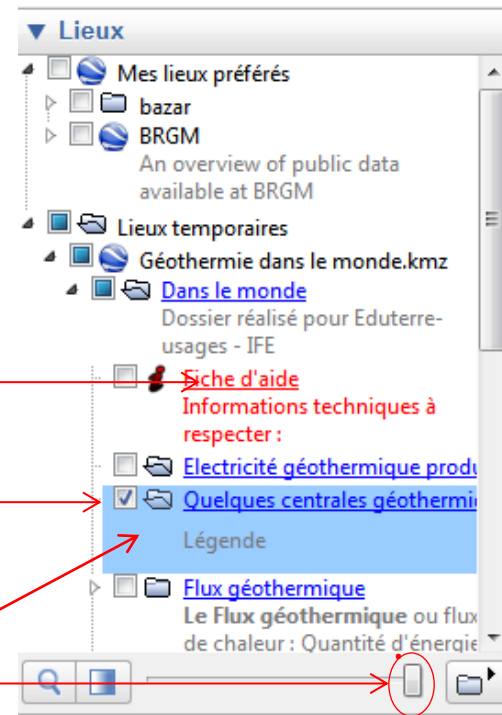 Lieux
Mes lieux préférés
bazar
BRGM
An overview of public data
available at BRGM
Lieux temporaires
Géothermie dans le monde.kmz
Dans le monde
Dossier réalisé pour Eduterre-
usages - IFE
Fiche d'aide
Informations techniques à
respecter :
Electricité géothermique produ
Quelques centrales géothermi
Légende
Flux géothermique
Le Flux géothermique ou flux
de chaleur : Quantité d'énergie